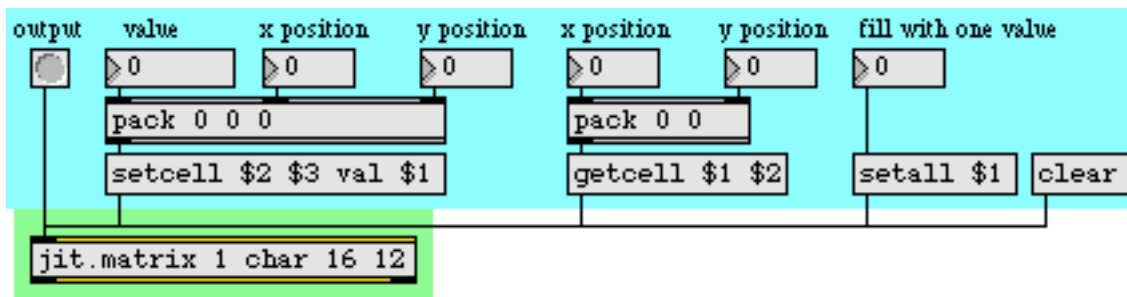 output value x position y position x position y position fill with one value
0 0 0 0 0 0
pack 0 0 0 pack 0 0
setcell $2 $3 val $1 getcell $1 $2 setall $1 clear
jit.matrix 1 char 16 12